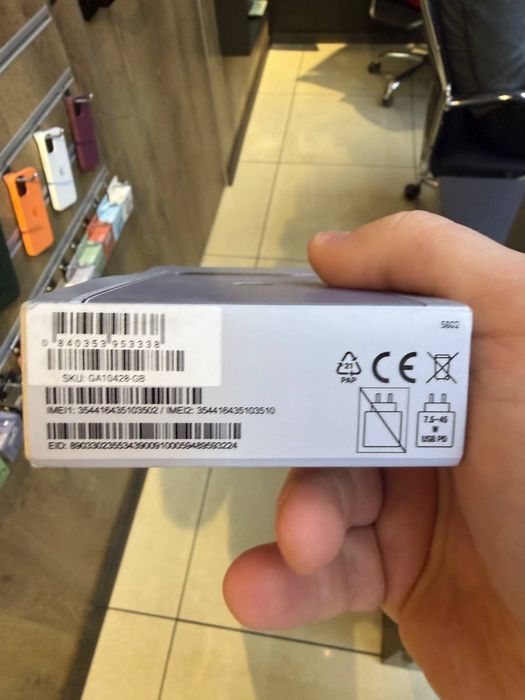 5802
0 840353 953338
SKU: GA10428-GB
IMEI1: 354416435103502 / IMEI2: 354416435103510
EID: 89033023553439009100059489593224
21
PAP
CE
7.5-45
W
USB PD